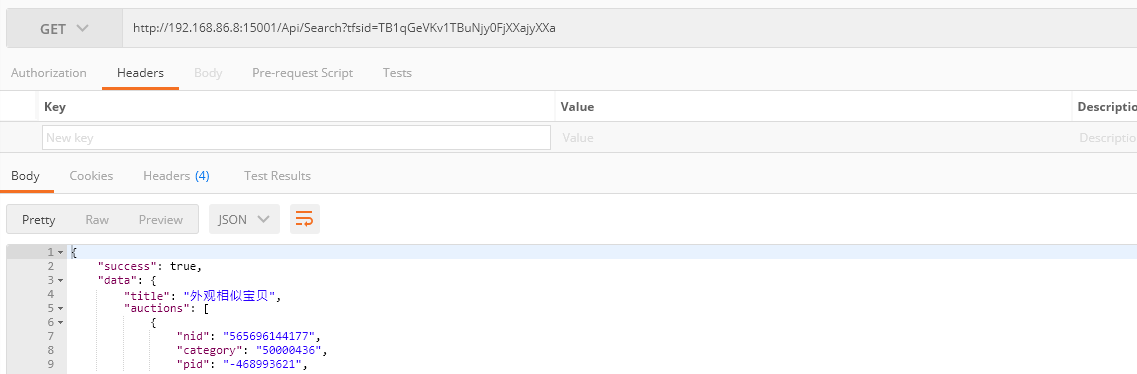 GET http://192.168.86.8:15001/Api/Search?tfsid=TB1qGeVKv1TBuNjy0FjXXajyXXa
Authorization Headers Body Pre-request Script Tests
Key Value Descriptio
New key Value Descriptio
Body Cookies Headers (4) Test Results
Pretty Raw Preview JSON
1 {
2 "success": true,
3 "data": {
4 "title": "外观相似宝贝",
5 "auctions": [
6 {
7 "nid": "565696144177",
8 "category": "50000436",
9 "pid": "-468993621",